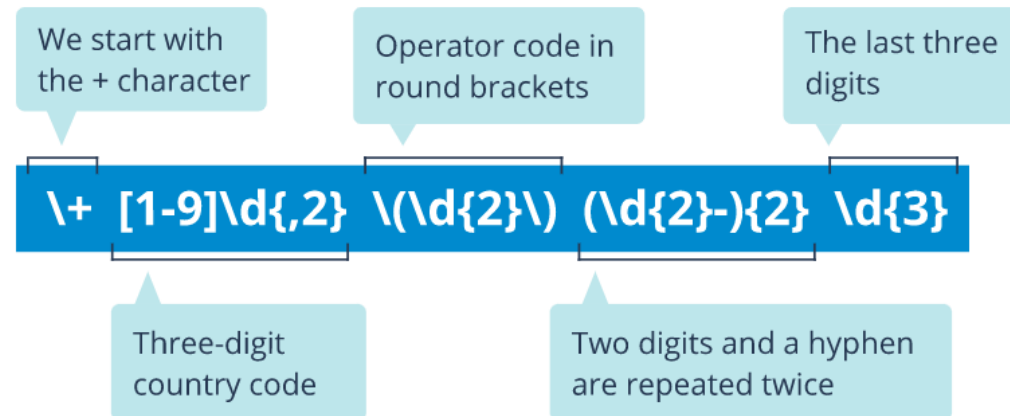 We start with
the + character
Operator code in
round brackets
The last three
digits
\+ [1-9]\d{,2} \(\d{2}\) (\d{2}-){2} \d{3}
Three-digit
country code
Two digits and a hyphen
are repeated twice